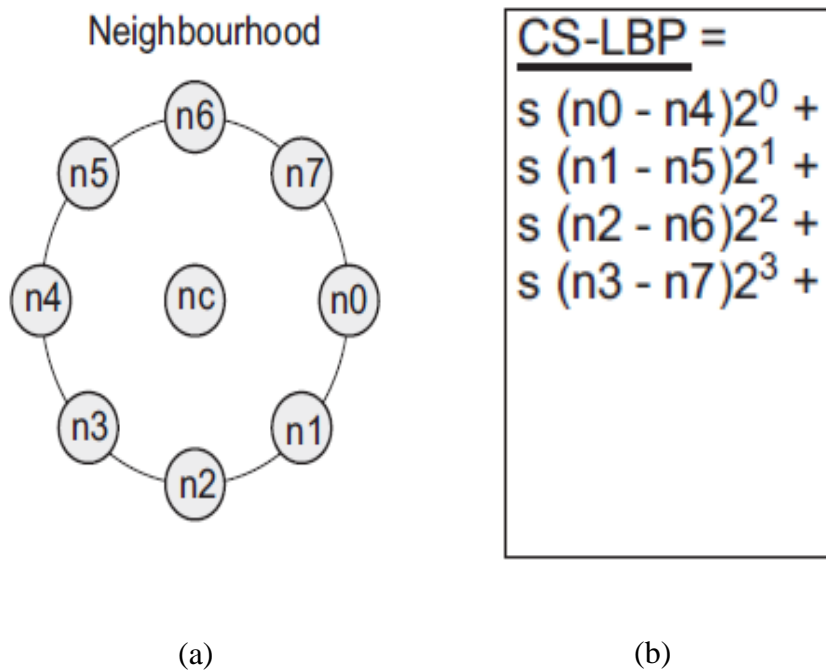 Neighbourhood
n6
n5
n7
n4
nc
n0
n3
n1
n2
(a)
CS-LBP =
s (n0 - n4)2^0 +
s (n1 - n5)2^1 +
s (n2 - n6)2^2 +
s (n3 - n7)2^3 +
(b)